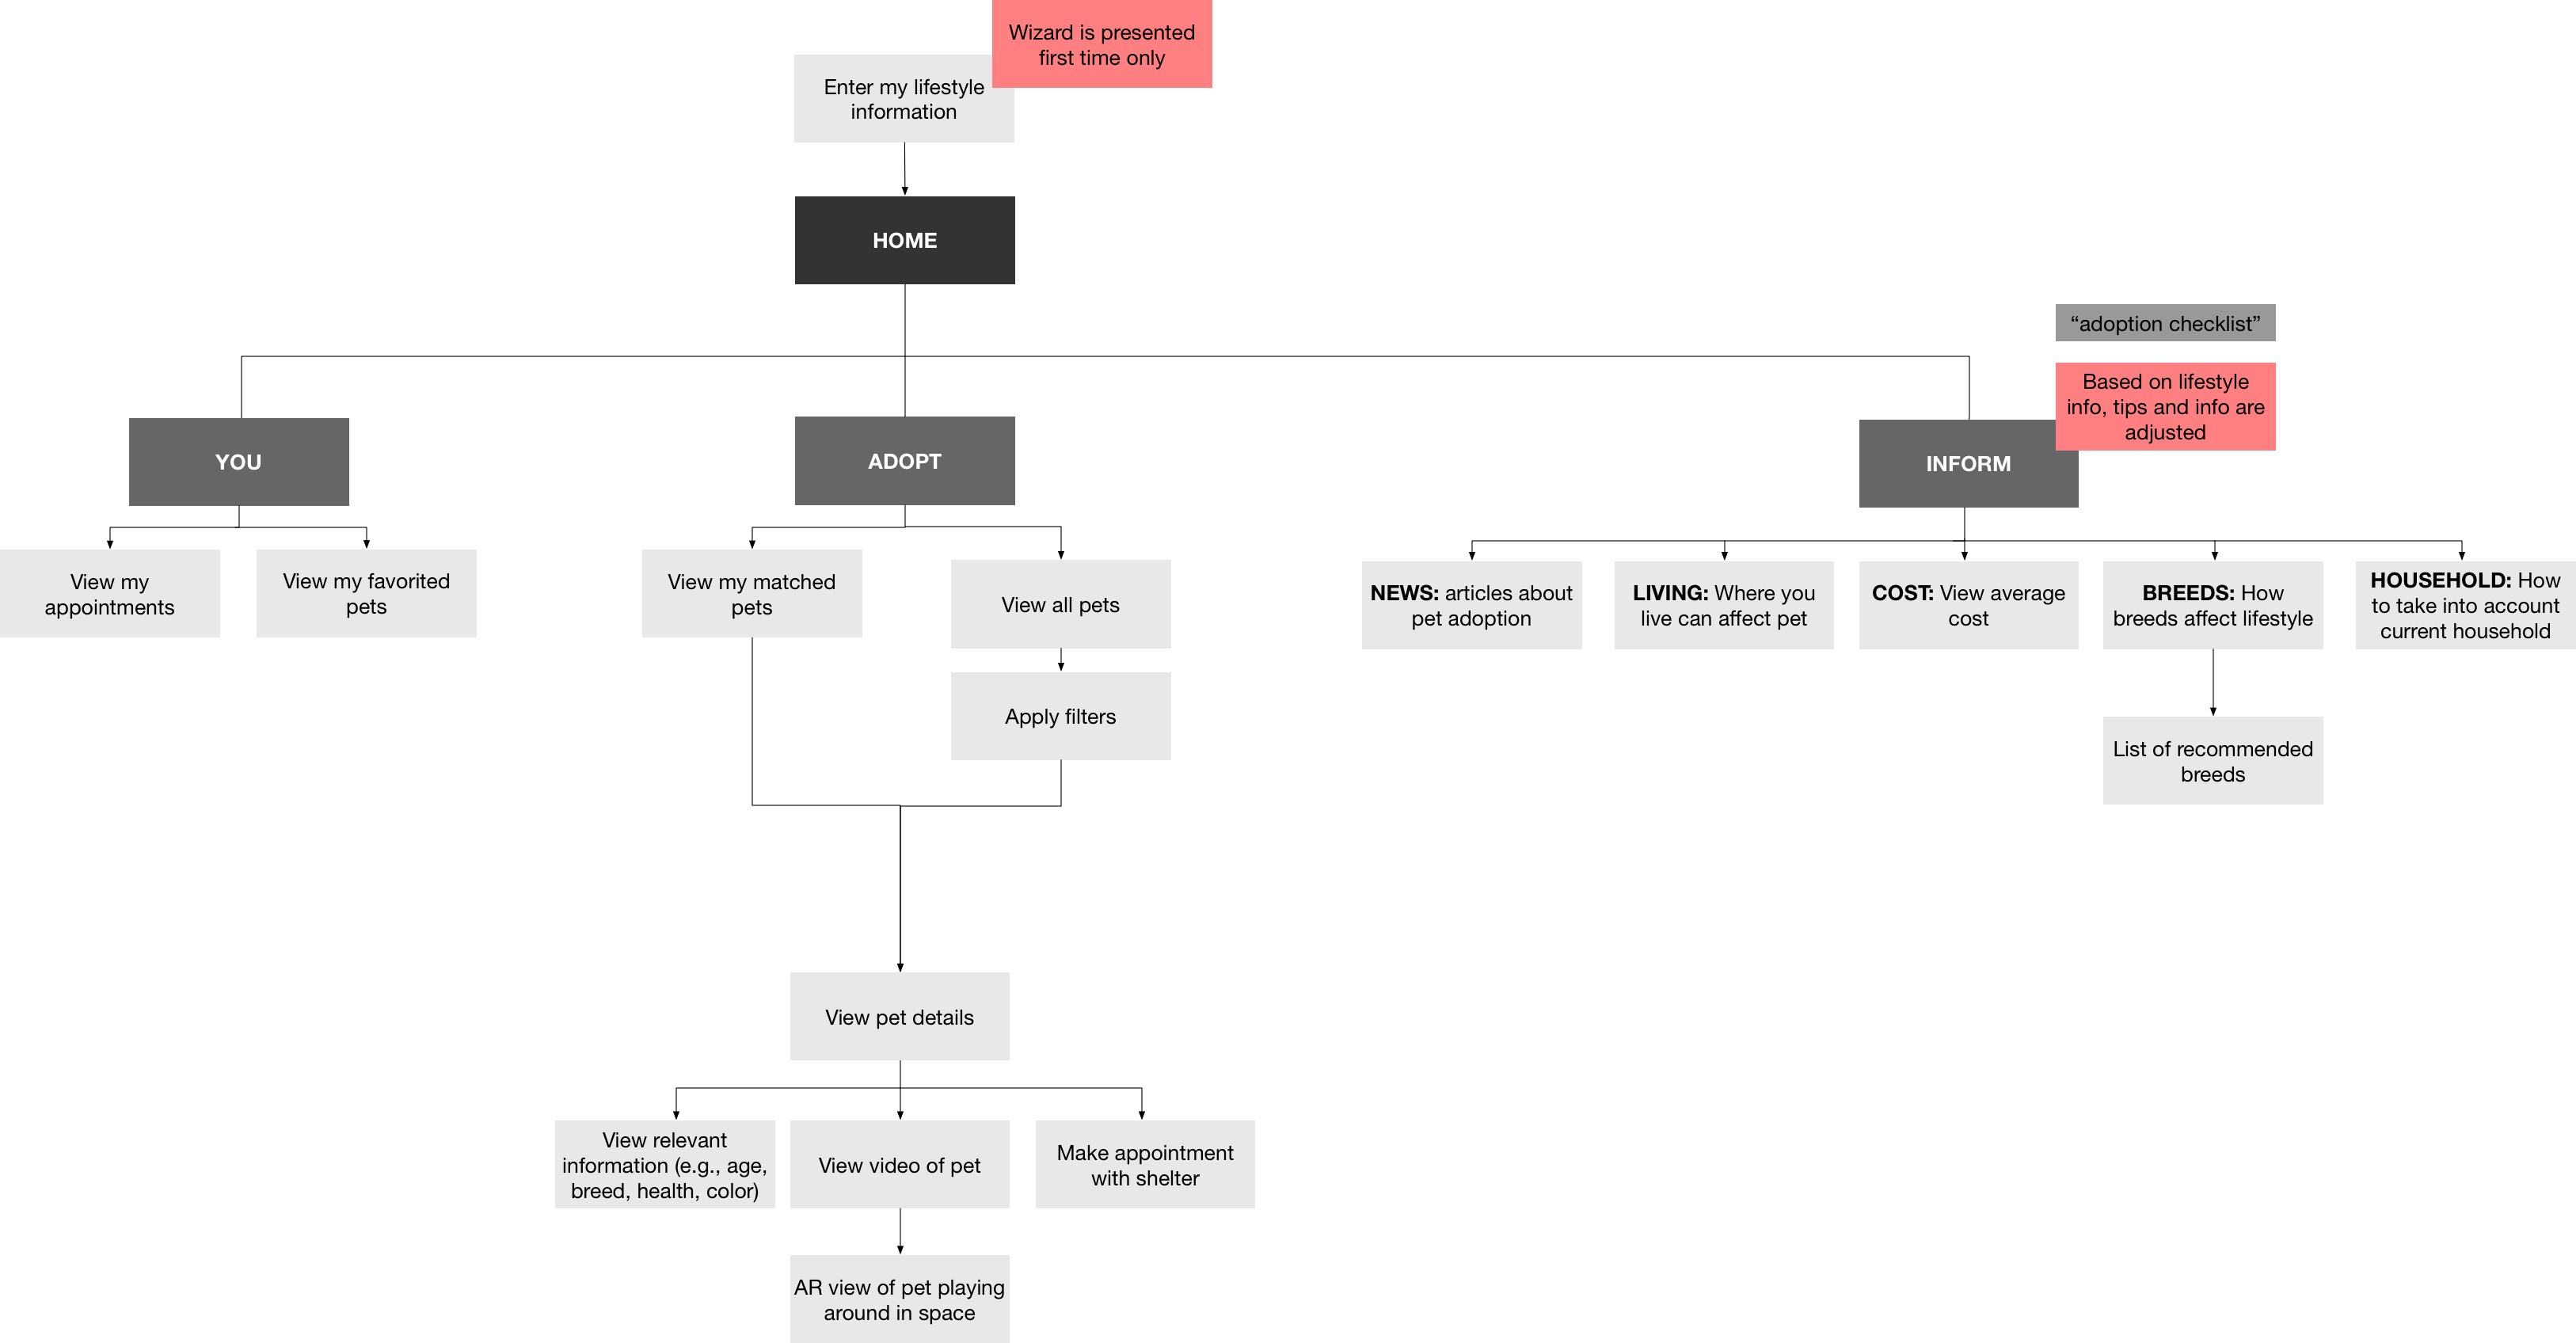 Wizard is presented
first time only
Enter my lifestyle
information
HOME
“adoption checklist”
Based on lifestyle
info, tips and info are
adjusted
YOU
ADOPT
INFORM
View my
appointments
View my favorited
pets
View my matched
pets
View all pets
NEWS: articles about
pet adoption
LIVING: Where you
live can affect pet
COST: View average
cost
BREEDS: How
breeds affect lifestyle
HOUSEHOLD: How
to take into account
current household
Apply filters
List of recommended
breeds
View pet details
View relevant
information (e.g., age,
breed, health, color)
View video of pet
Make appointment
with shelter
AR view of pet playing
around in space